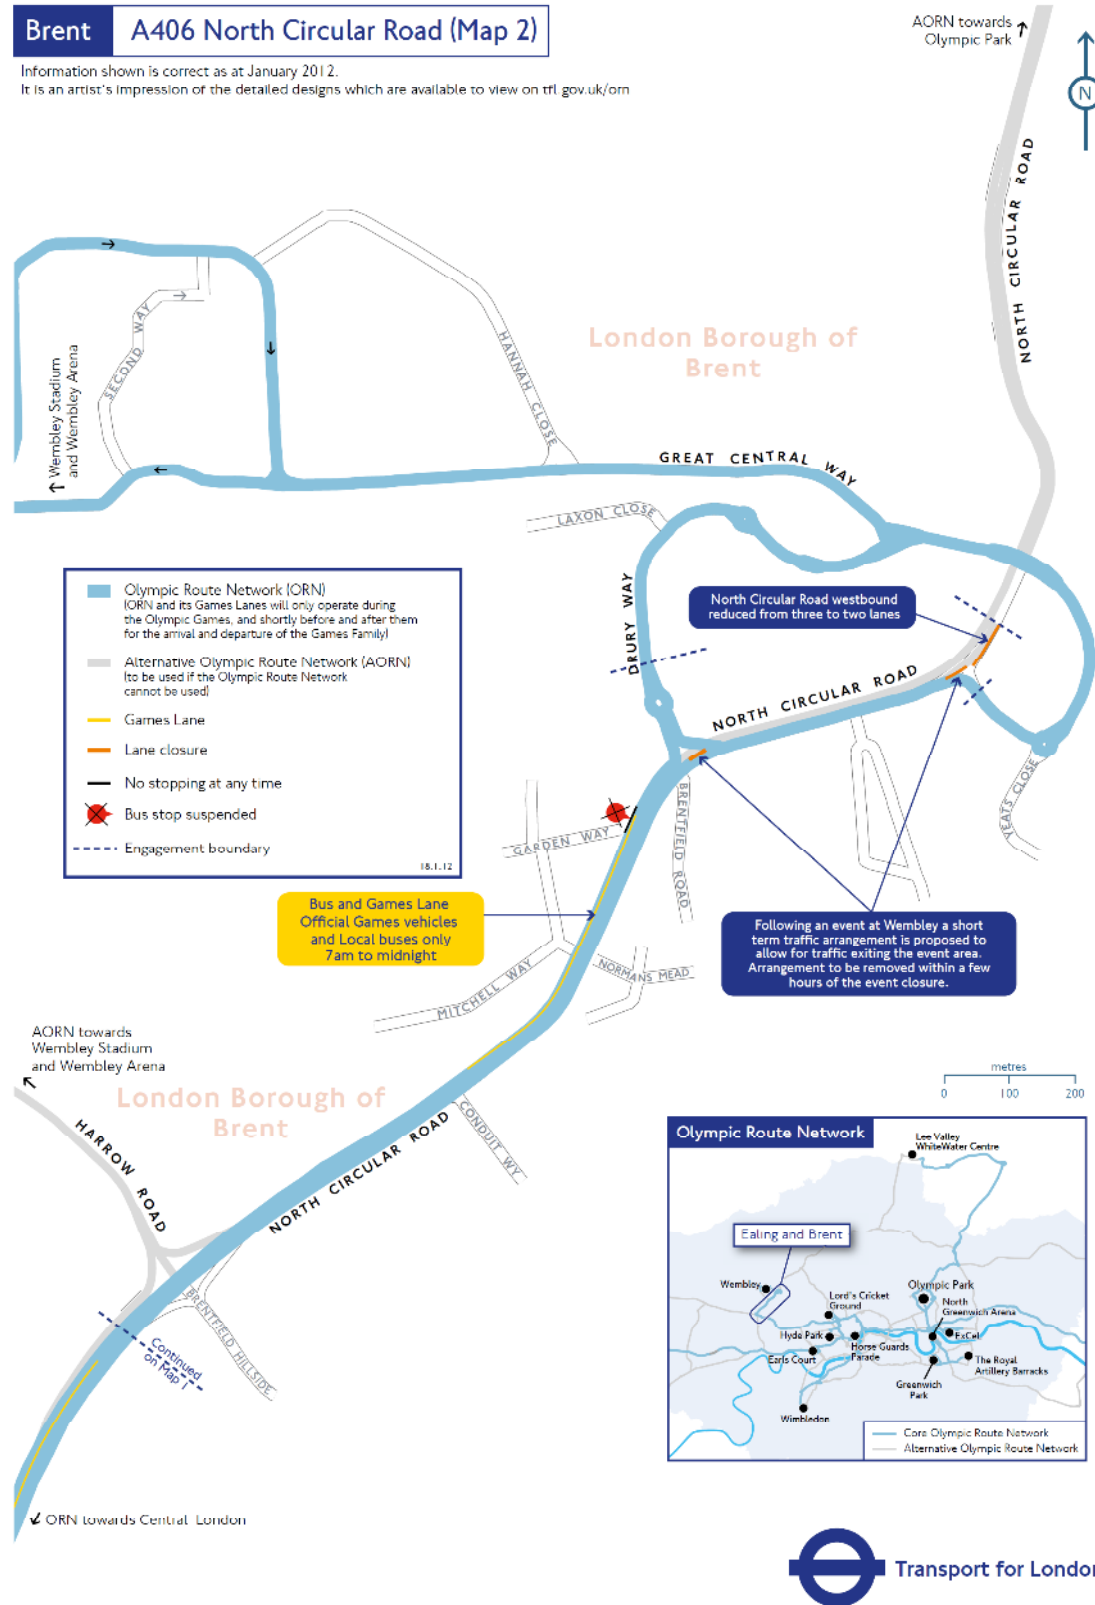 Brent A406 North Circular Road (Map 2)
Information shown is correct as at January 2012.
It is an artist's impression of the detailed designs which are available to view on tfl.gov.uk/orn
AORN towards
Olympic Park
N
NORTH CIRCULAR ROAD
London Borough of
Brent
SECOND WAY
HANNAH CLOSE
Wembley Stadium
and Wembley Arena
GREAT CENTRAL WAY
LAXON CLOSE
DRURY WAY
Olympic Route Network (ORN)
(ORN and its Games Lanes will only operate during
the Olympic Games, and shortly before and after them
for the arrival and departure of the Games Family)
Alternative Olympic Route Network (AORN)
(to be used if the Olympic Route Network
cannot be used)
Games Lane
Lane closure
No stopping at any time
Bus stop suspended
Engagement boundary
18.1.12
North Circular Road westbound
reduced from three to two lanes
NORTH CIRCULAR ROAD
YEATS CLOSE
BRENTFIELD ROAD
GARDEN WAY
Bus and Games Lane
Official Games vehicles
and Local buses only
7am to midnight
Following an event at Wembley a short
term traffic arrangement is proposed to
allow for traffic exiting the event area.
Arrangement to be removed within a few
hours of the event closure.
MITCHELL WAY
NORMANS MEAD
AORN towards
Wembley Stadium
and Wembley Arena
London Borough of
Brent
HARROW ROAD
NORTH CIRCULAR ROAD
CONDUIT WY
BRENTFIELD HILLSIDE
Continued
on Map 1
ORN towards Central London
metres
0 100 200
Olympic Route Network
Lee Valley
WhiteWater Centre
Ealing and Brent
Wembley
Olympic Park
Lord's Cricket
Ground
North
Greenwich Arena
Hyde Park
ExCel
Earls Court
Horse Guards
Parade
The Royal
Artillery Barracks
Greenwich
Park
Wimbledon
Core Olympic Route Network
Alternative Olympic Route Network
Transport for London